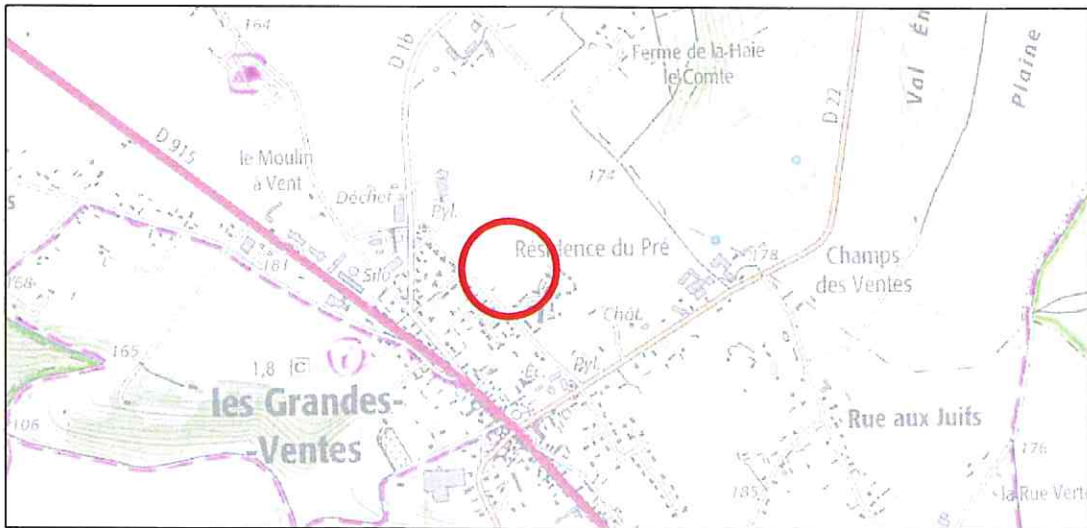 164
D 1b
Ferme de la Haie
le Comte
Val
Plaine
D 915
D 22
le Moulin
à Vent
174
Déchet.
Pyl.
s
Résidence du Pré
181
Silo
178
Champs
des Ventes
168
Chât.
165
1,8 C
Pyl.
les Grandes-
-Ventes
Rue aux Juifs
106
176
185
la Rue Verte